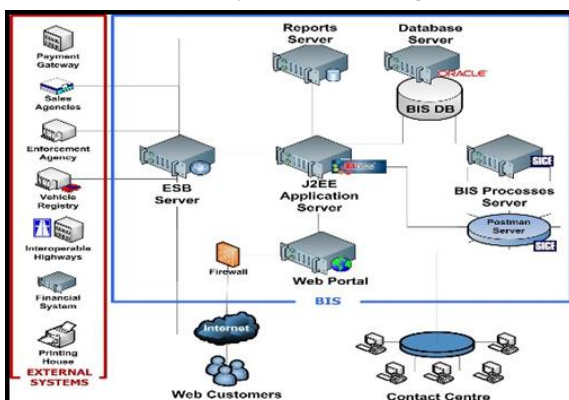 Payment
Gateway
Sales
Agencies
Enforcement
Agency
Vehicle
Registry
Interoperable
Highways
Financial
System
Printing
House
EXTERNAL
SYSTEMS
Reports
Server
Database
Server
ORACLE
BIS DB
ESB
Server
J2EE
Application
Server
SICE
BIS Processes
Server
Postman
Server
SICE
Firewall
Web Portal
BIS
Internet
Web Customers
Contact Centre